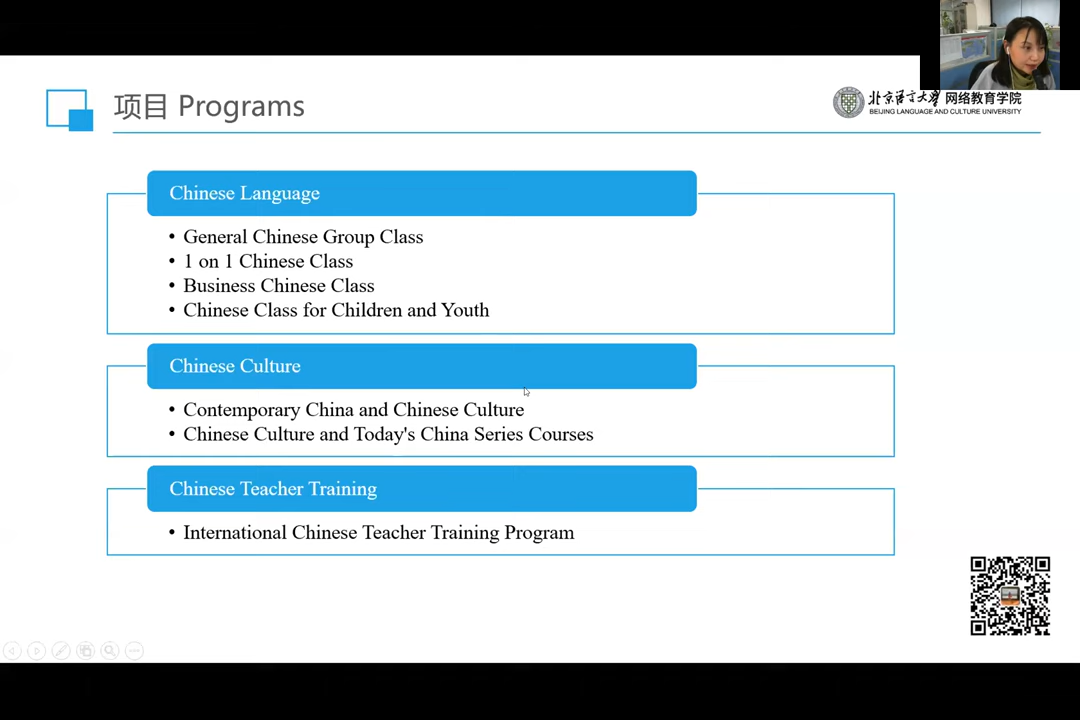 项目 Programs
北京语言大学 网络教育学院
BEIJING LANGUAGE AND CULTURE UNIVERSITY
Chinese Language
• General Chinese Group Class
• 1 on 1 Chinese Class
• Business Chinese Class
• Chinese Class for Children and Youth
Chinese Culture
• Contemporary China and Chinese Culture
• Chinese Culture and Today's China Series Courses
Chinese Teacher Training
• International Chinese Teacher Training Program